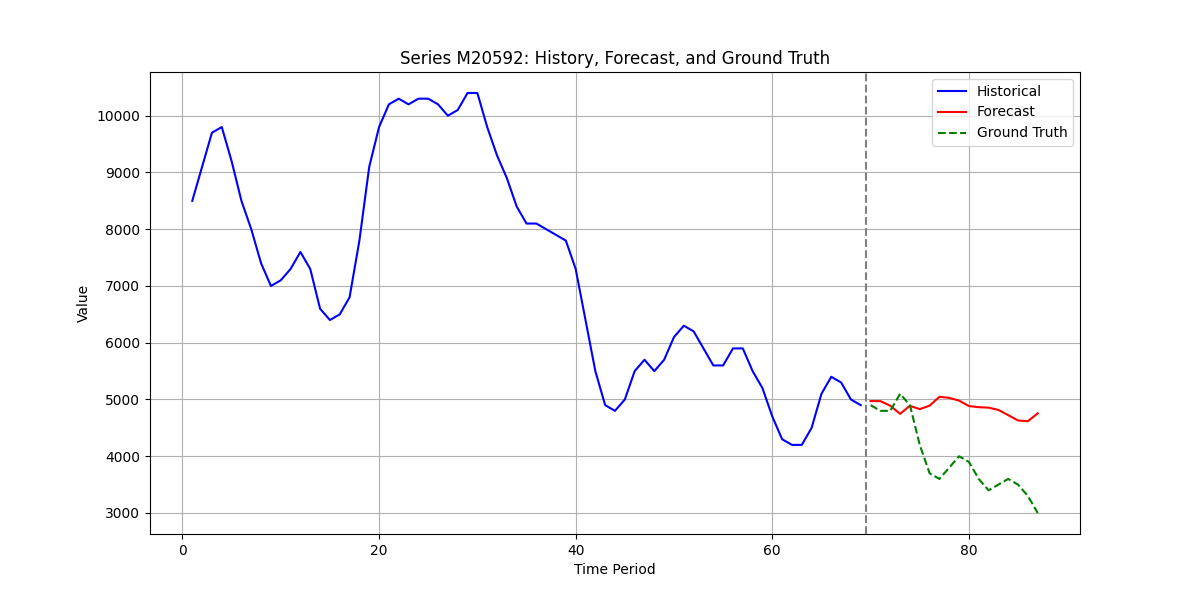 Series M20592: History, Forecast, and Ground Truth
Historical
Forecast
Ground Truth
Value
10000
9000
8000
7000
6000
5000
4000
3000
0 20 40 60 80
Time Period